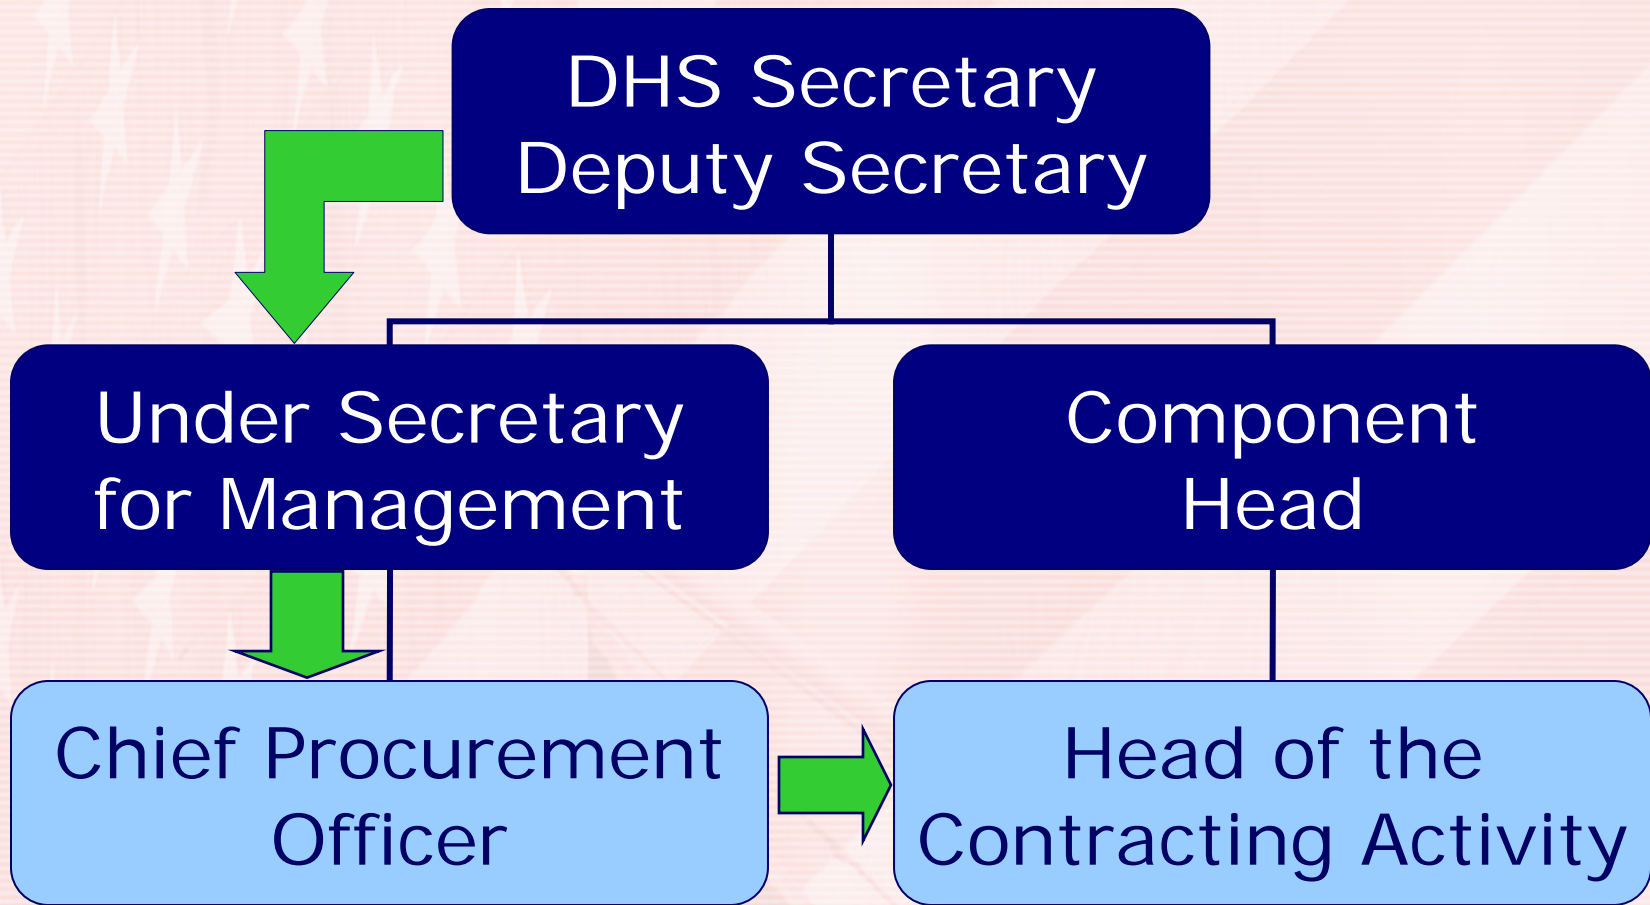 DHS Secretary
Deputy Secretary
Under Secretary
for Management
Component
Head
Chief Procurement
Officer
Head of the
Contracting Activity